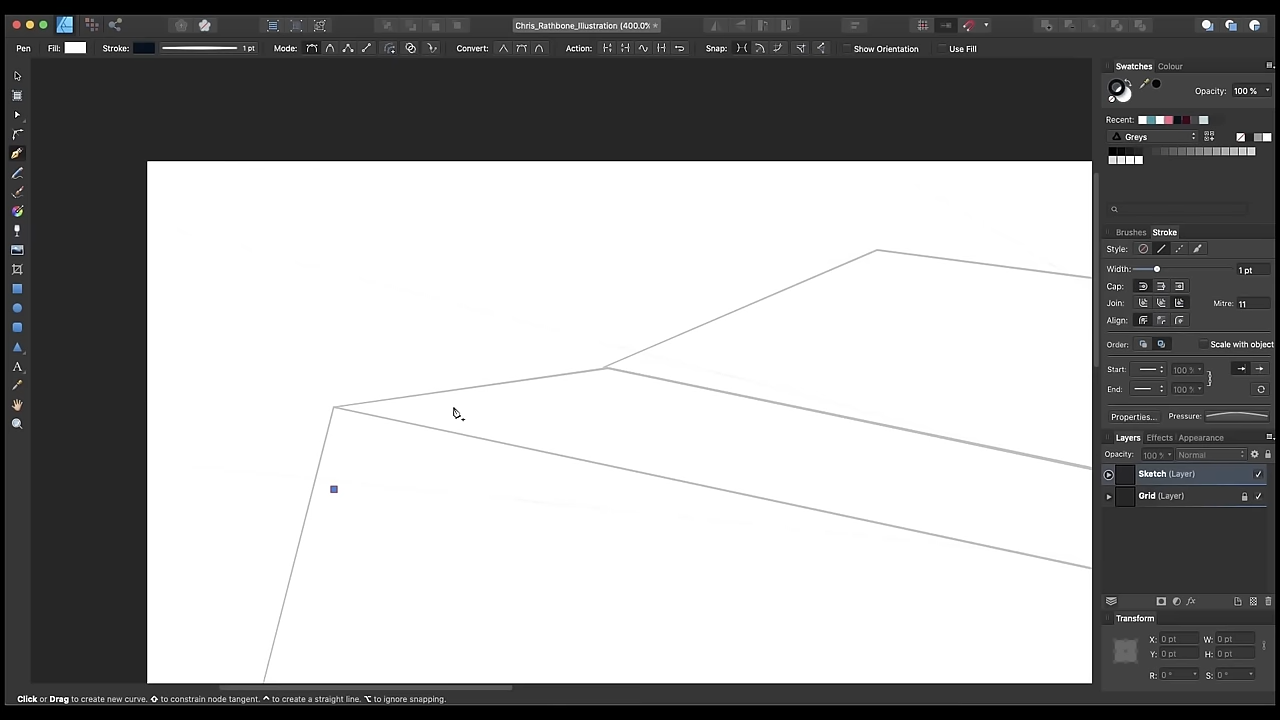 Chris_Rathbone_Illustration (400.0%
Pen Fill: Stroke: 1 pt Mode: Convert: Action: Snap: Show Orientation Use Fill
Swatches Colour
Opacity: 100 %
Recent:
Greys
Brushes Stroke
Style:
Width: 1 pt
Cap:
Join: Mitre: 11
Align:
Order: Scale with object
Start: 100 %
End: 100 %
Properties... Pressure:
Layers Effects Appearance
Opacity: 100 % Normal
Sketch (Layer)
Grid (Layer)
Transform
X: 0 pt W: 0 pt
Y: 0 pt H: 0 pt
R: 0 ° S: 0 °
Click or Drag to create new curve. ⇧ to constrain node tangent. ^ to create a straight line. ⌥ to ignore snapping.